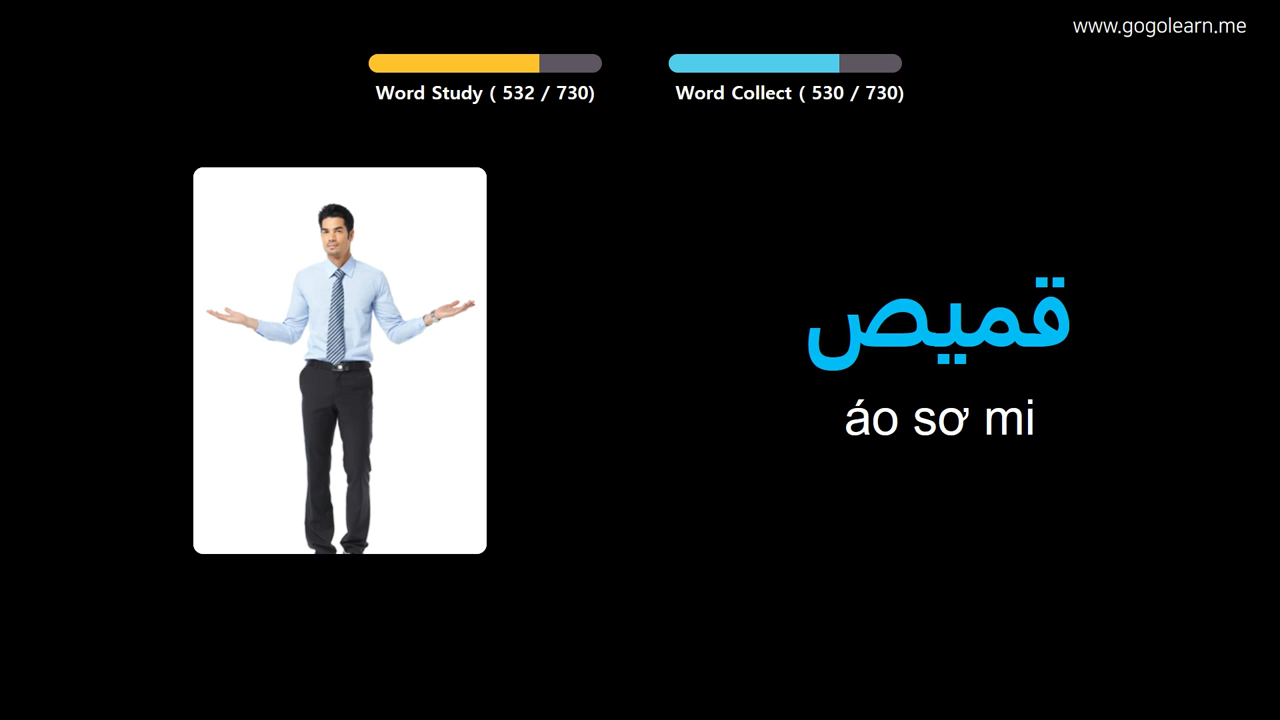 www.gogolearn.me
Word Study ( 532 / 730)
Word Collect ( 530 / 730)
قميص
áo sơ mi